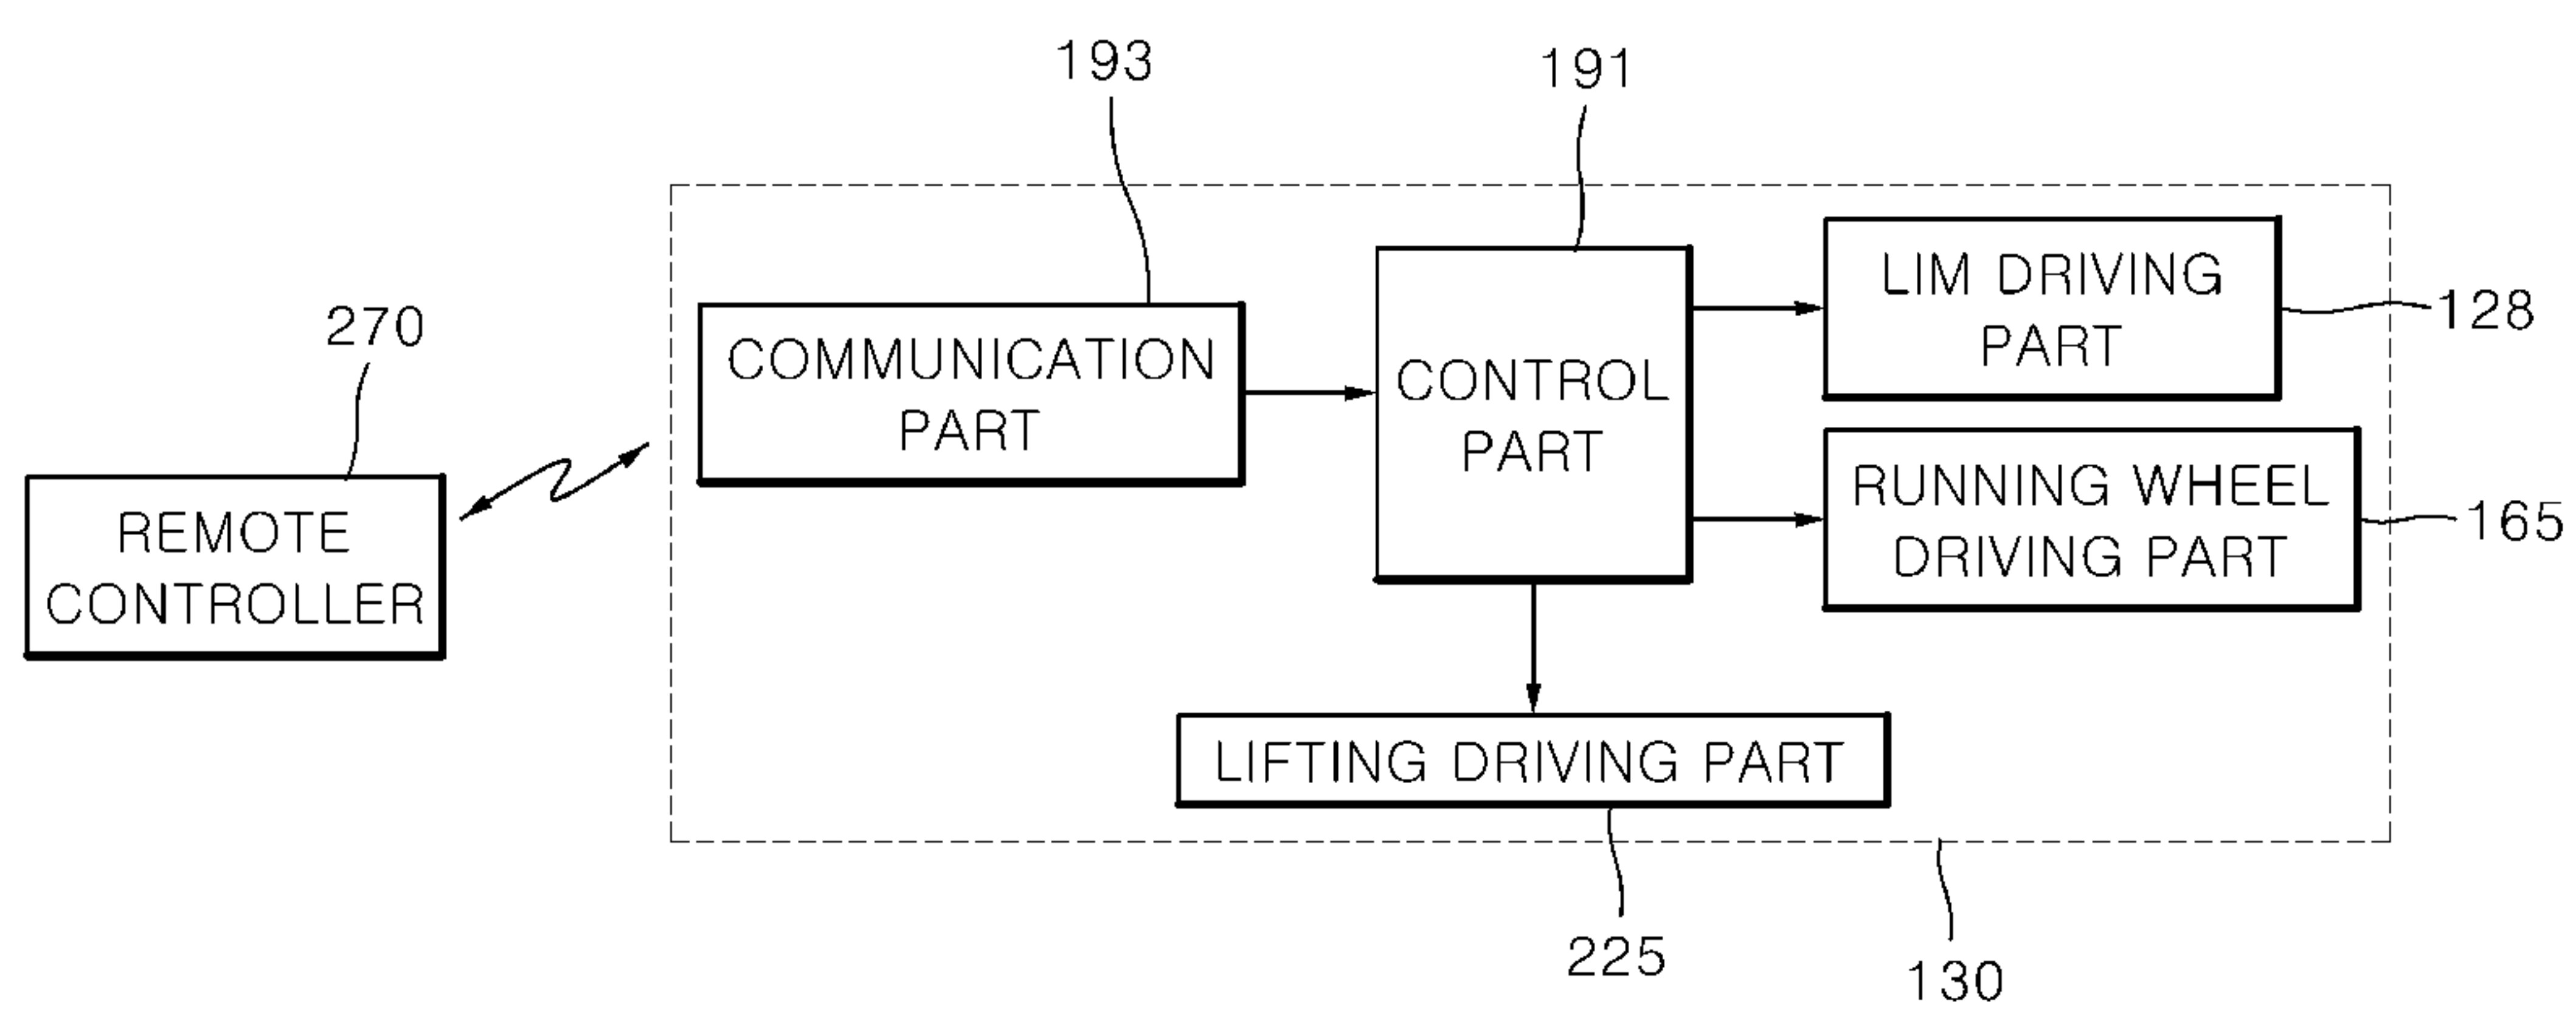 193
191
270
REMOTE
CONTROLLER
COMMUNICATION
PART
CONTROL
PART
LIM DRIVING
PART
128
RUNNING WHEEL
DRIVING PART
165
LIFTING DRIVING PART
225
130